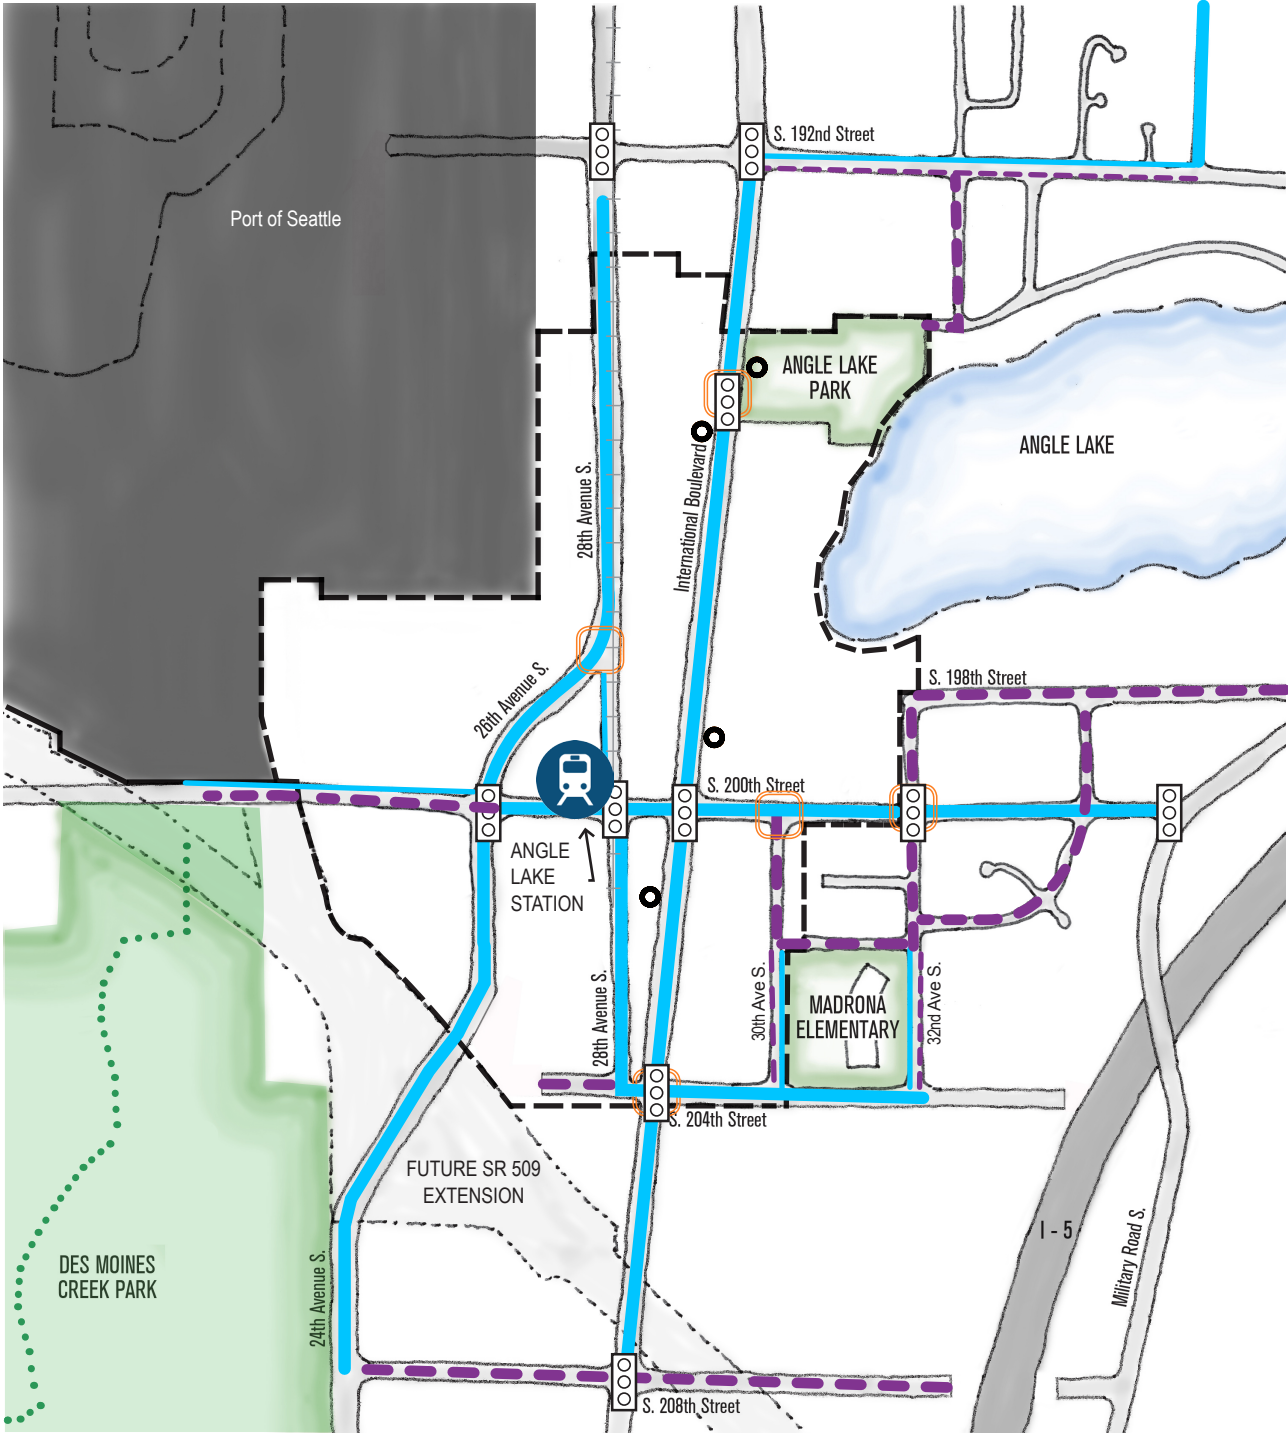 S. 192nd Street
Port of Seattle
ANGLE LAKE
PARK
ANGLE LAKE
28th Avenue S.
International Boulevard
S. 198th Street
26th Avenue S.
S. 200th Street
ANGLE
LAKE
STATION
28th Avenue S.
30th Ave S.
MADRONA
ELEMENTARY
32nd Ave S.
S. 204th Street
FUTURE SR 509
EXTENSION
I - 5
Military Road S.
DES MOINES
CREEK PARK
24th Avenue S.
S. 208th Street